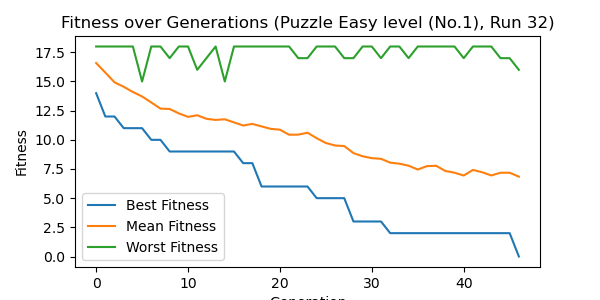 Fitness over Generations (Puzzle Easy level (No.1), Run 32)
17.5
15.0
12.5
10.0
7.5
5.0
2.5
0.0
Fitness
Best Fitness
Mean Fitness
Worst Fitness
0 10 20 30 40
Generation